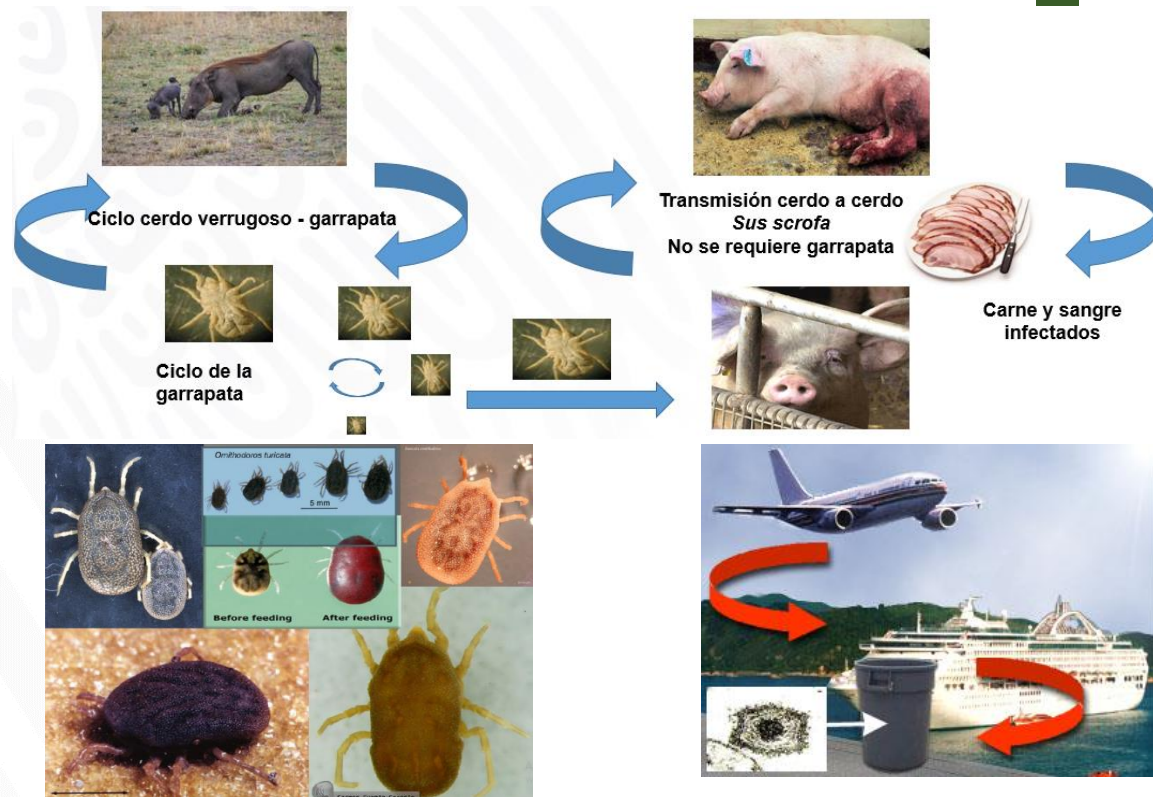 Ciclo cerdo verrugoso - garrapata
Transmisión cerdo a cerdo
Sus scrofa
No se requiere garrapata
Carne y sangre
infectados
Ciclo de la
garrapata
Ornithodoros turicata
5 mm
Before feeding
After feeding